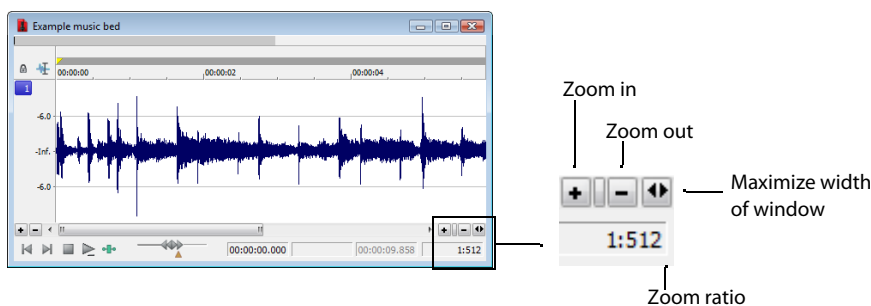 Example music bed
00:00:00 ,00:00:02 ,00:00:04
1
-6.0
-Inf.
-6.0
00:00:00.000 00:00:09.858 1:512
Zoom in
Zoom out
Maximize width
of window
1:512
Zoom ratio